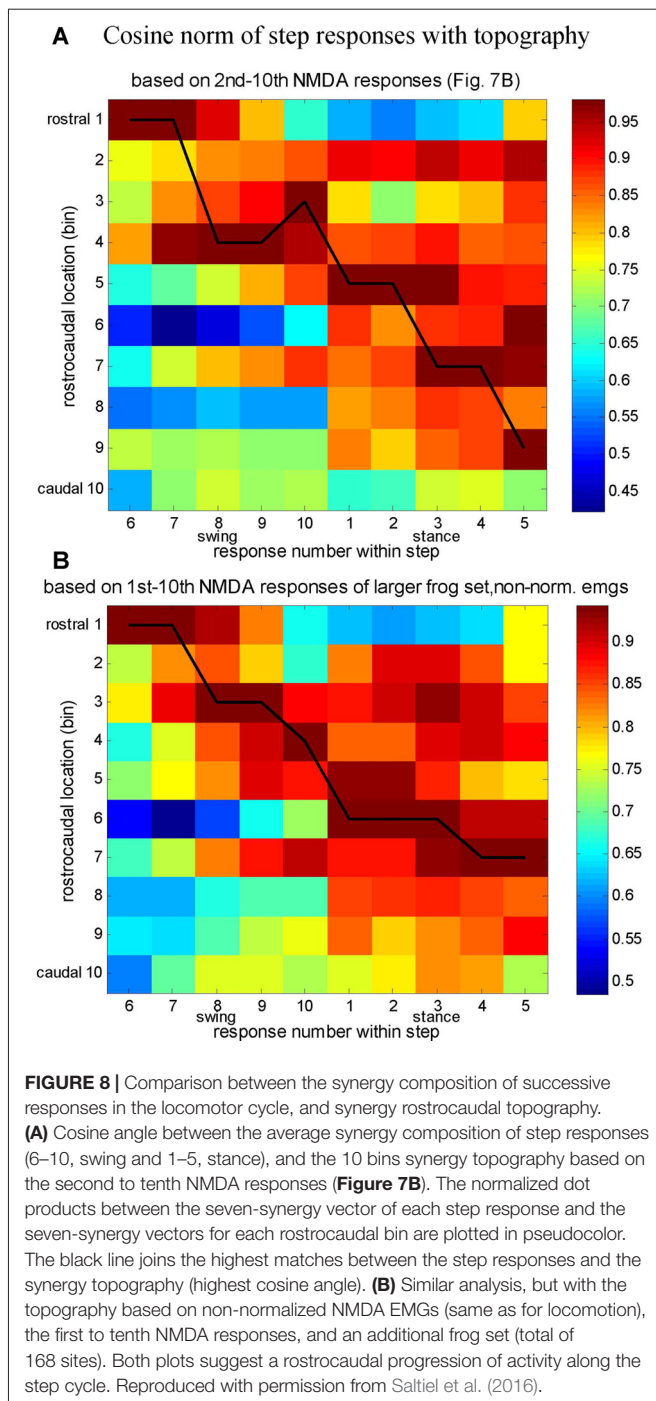 A Cosine norm of step responses with topography
based on 2nd-10th NMDA responses (Fig. 7B)
rostral 1
2
3
4
5
6
7
8
9
caudal 10
rostrocaudal location (bin)
6 7 8 9 10 1 2 3 4 5
swing stance
response number within step
0.95
0.9
0.85
0.8
0.75
0.7
0.65
0.6
0.55
0.5
0.45
B
based on 1st-10th NMDA responses of larger frog set,non-norm. emgs
rostral 1
2
3
4
5
6
7
8
9
caudal 10
rostrocaudal location (bin)
6 7 8 9 10 1 2 3 4 5
swing stance
response number within step
0.9
0.85
0.8
0.75
0.7
0.65
0.6
0.55
0.5
FIGURE 8 | Comparison between the synergy composition of successive
responses in the locomotor cycle, and synergy rostrocaudal topography.
(A) Cosine angle between the average synergy composition of step responses
(6–10, swing and 1–5, stance), and the 10 bins synergy topography based on
the second to tenth NMDA responses (Figure 7B). The normalized dot
products between the seven-synergy vector of each step response and the
seven-synergy vectors for each rostrocaudal bin are plotted in pseudocolor.
The black line joins the highest matches between the step responses and the
synergy topography (highest cosine angle). (B) Similar analysis, but with the
topography based on non-normalized NMDA EMGs (same as for locomotion),
the first to tenth NMDA responses, and an additional frog set (total of
168 sites). Both plots suggest a rostrocaudal progression of activity along the
step cycle. Reproduced with permission from Saltiel et al. (2016).